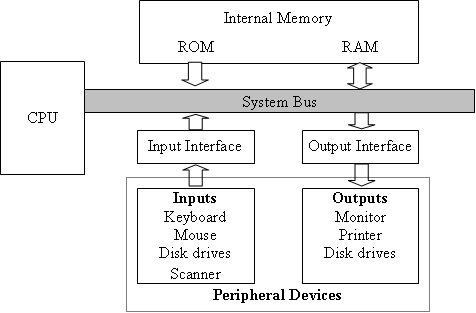 Internal Memory
ROM RAM
CPU
System Bus
Input Interface
Output Interface
Inputs
Keyboard
Mouse
Disk drives
Scanner
Outputs
Monitor
Printer
Disk drives
Peripheral Devices